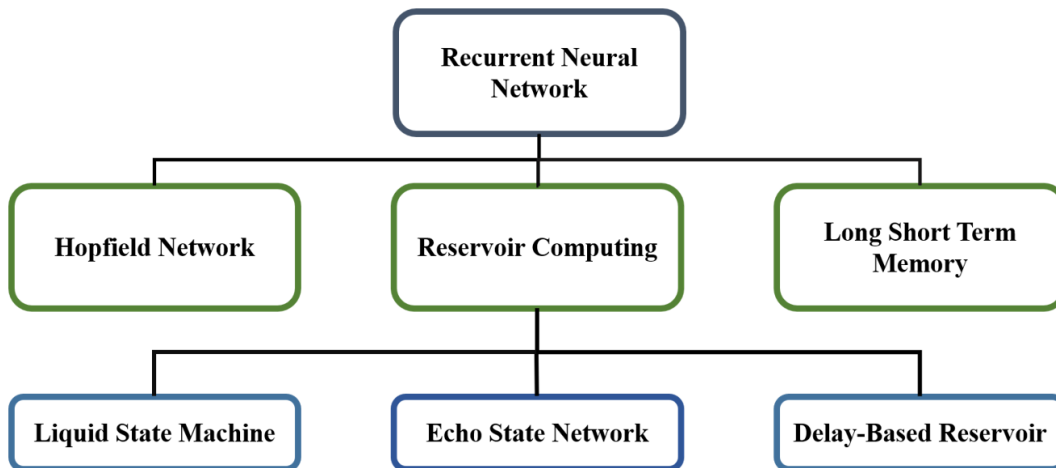 Recurrent Neural
Network
Hopfield Network
Reservoir Computing
Long Short Term
Memory
Liquid State Machine
Echo State Network
Delay-Based Reservoir